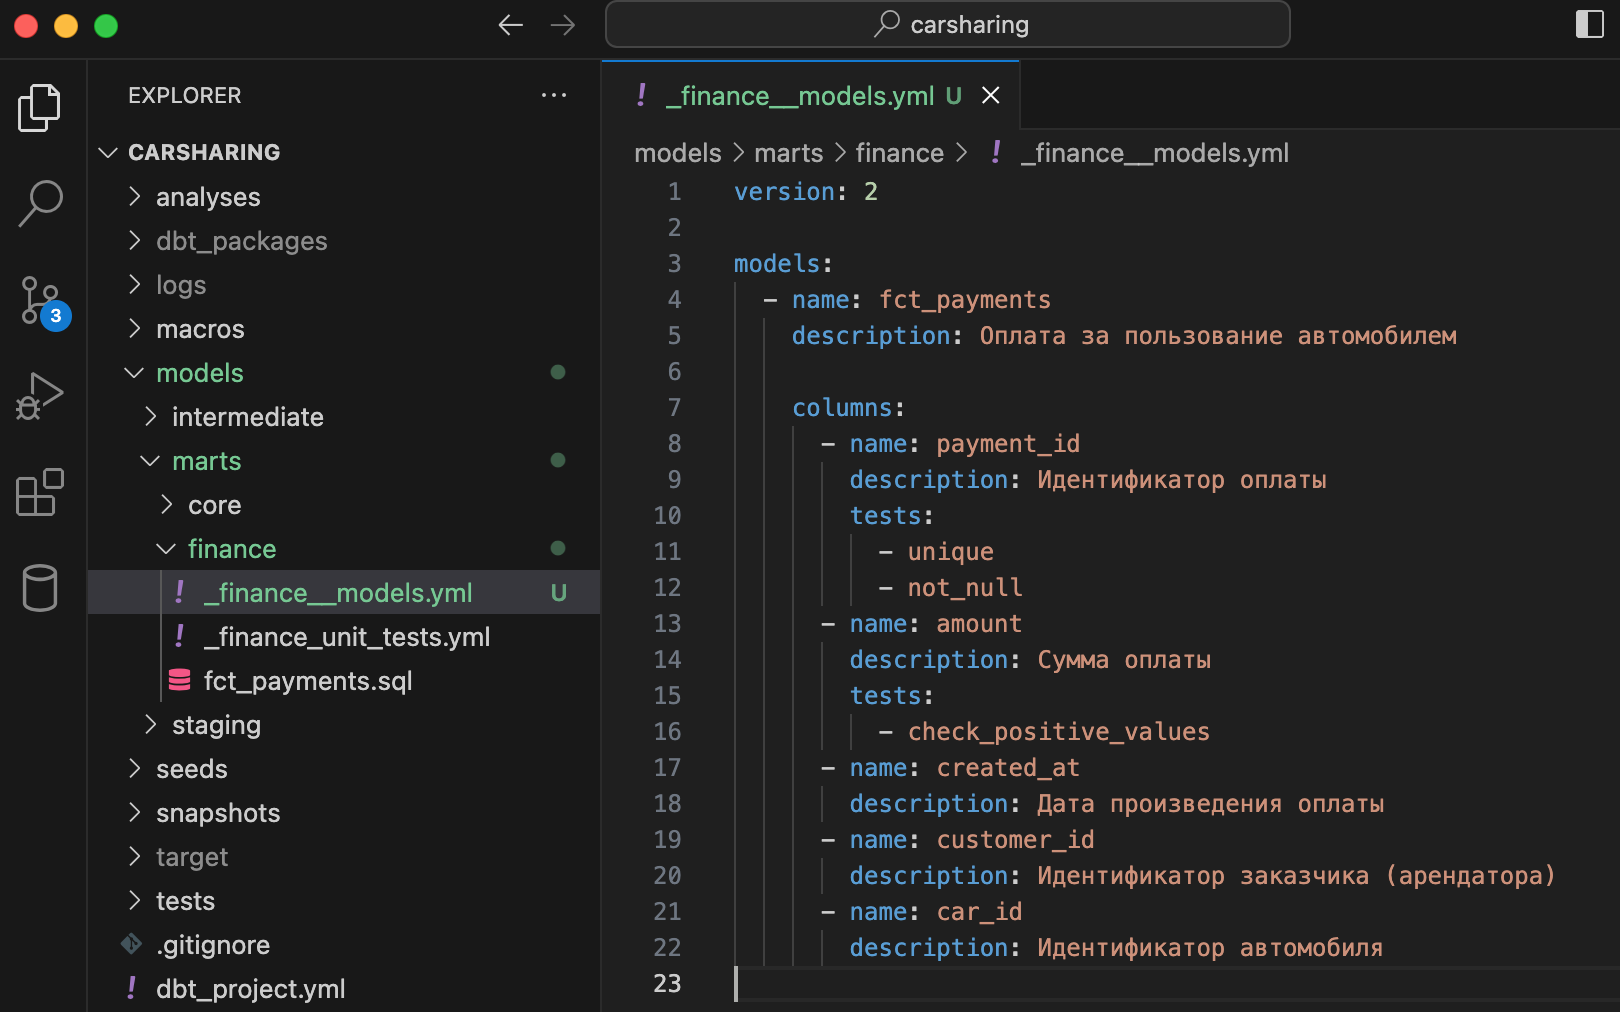 carsharing
EXPLORER
CARSHARING
analyses
dbt_packages
logs
macros
models
intermediate
marts
core
finance
_finance__models.yml U
_finance_unit_tests.yml
fct_payments.sql
staging
seeds
snapshots
target
tests
.gitignore
dbt_project.yml
3
_finance__models.yml U
models > marts > finance > ! _finance__models.yml
1 version: 2
2
3 models:
4 - name: fct_payments
5 description: Оплата за пользование автомобилем
6
7 columns:
8 - name: payment_id
9 description: Идентификатор оплаты
10 tests:
11 - unique
12 - not_null
13 - name: amount
14 description: Сумма оплаты
15 tests:
16 - check_positive_values
17 - name: created_at
18 description: Дата произведения оплаты
19 - name: customer_id
20 description: Идентификатор заказчика (арендатора)
21 - name: car_id
22 description: Идентификатор автомобиля
23